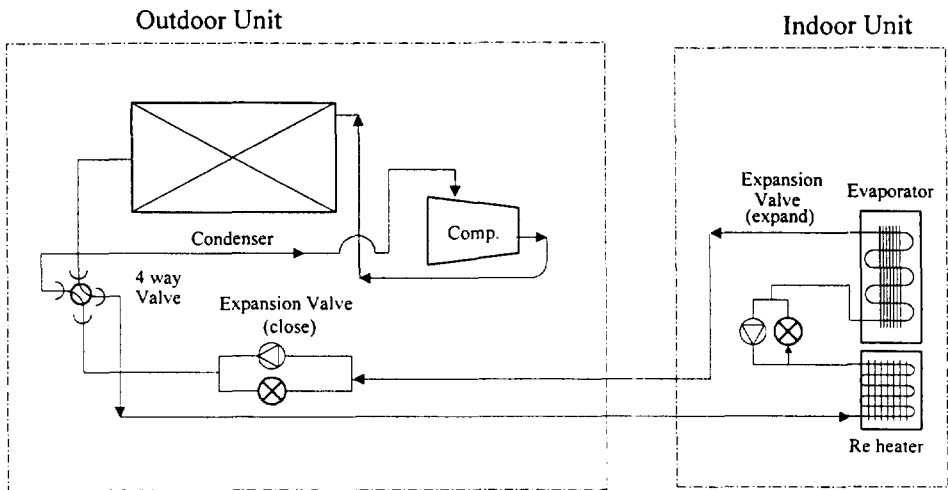 Outdoor Unit
Indoor Unit
Condenser
Comp.
4 way
Valve
Expansion Valve
(close)
Expansion
Valve
(expand)
Evaporator
Re heater